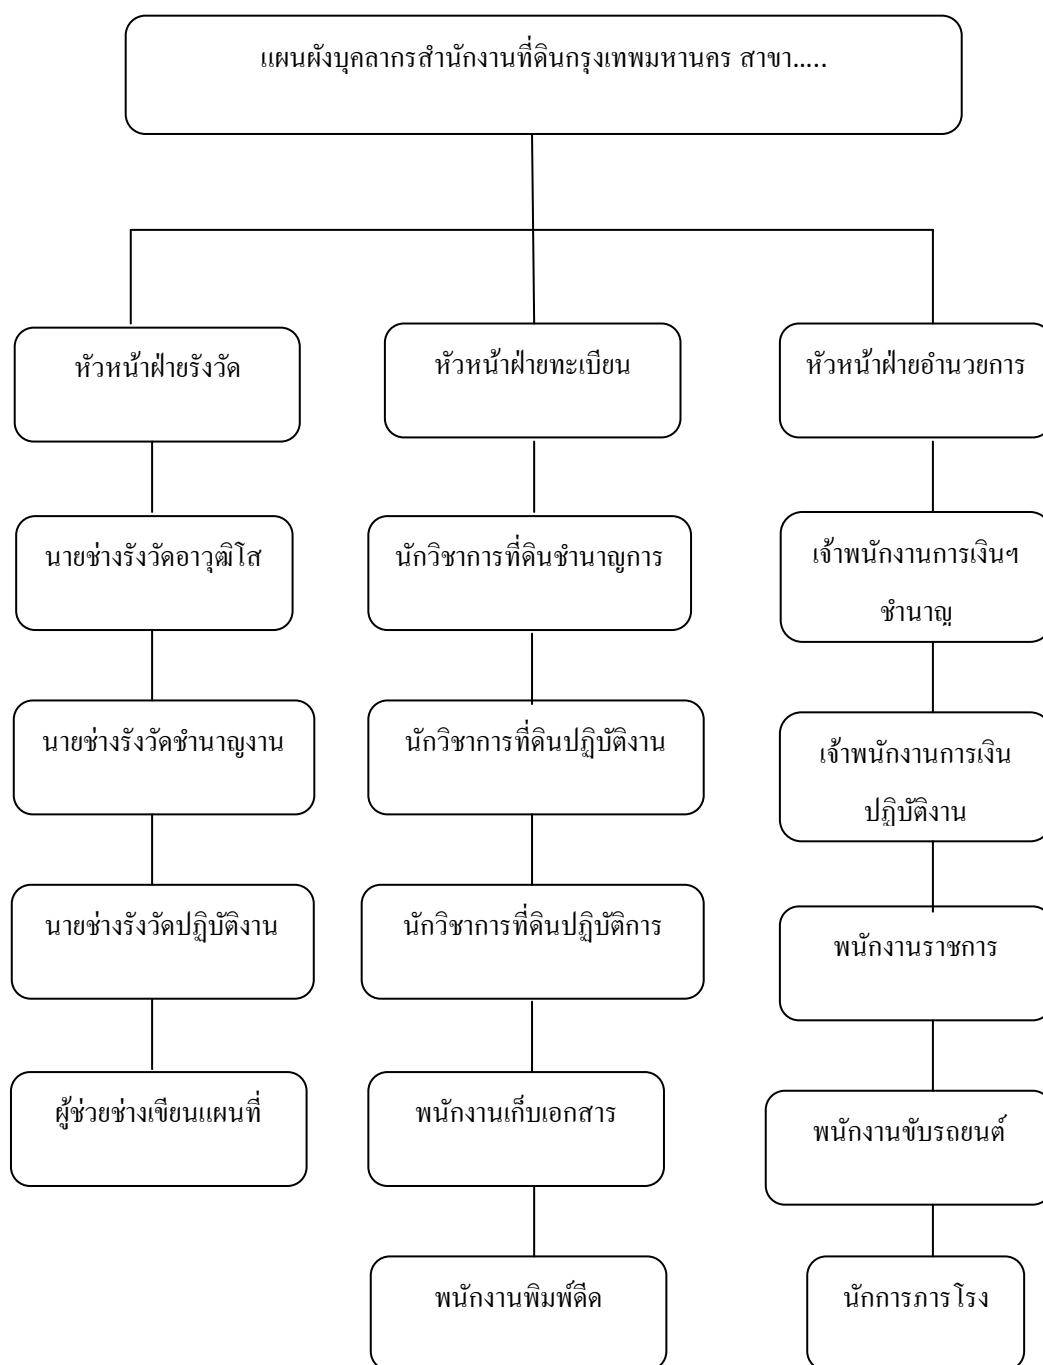 แผนผังบุคลากรสำนักงานที่ดินกรุงเทพมหานคร สาขา.....
หัวหน้าฝ่ายรังวัด
หัวหน้าฝ่ายทะเบียน
หัวหน้าฝ่ายอำนวยการ
นายช่างรังวัดอาวุฒิโส
นักวิชาการที่ดินชำนาญการ
เจ้าพนักงานการเงินฯ
ชำนาญ
นายช่างรังวัดชำนาญงาน
นักวิชาการที่ดินปฏิบัติงาน
เจ้าพนักงานการเงิน
ปฏิบัติงาน
นายช่างรังวัดปฏิบัติงาน
นักวิชาการที่ดินปฏิบัติการ
พนักงานราชการ
ผู้ช่วยช่างเขียนแผนที่
พนักงานเก็บเอกสาร
พนักงานขับรถยนต์
พนักงานพิมพ์ดีด
นักการภารโรง